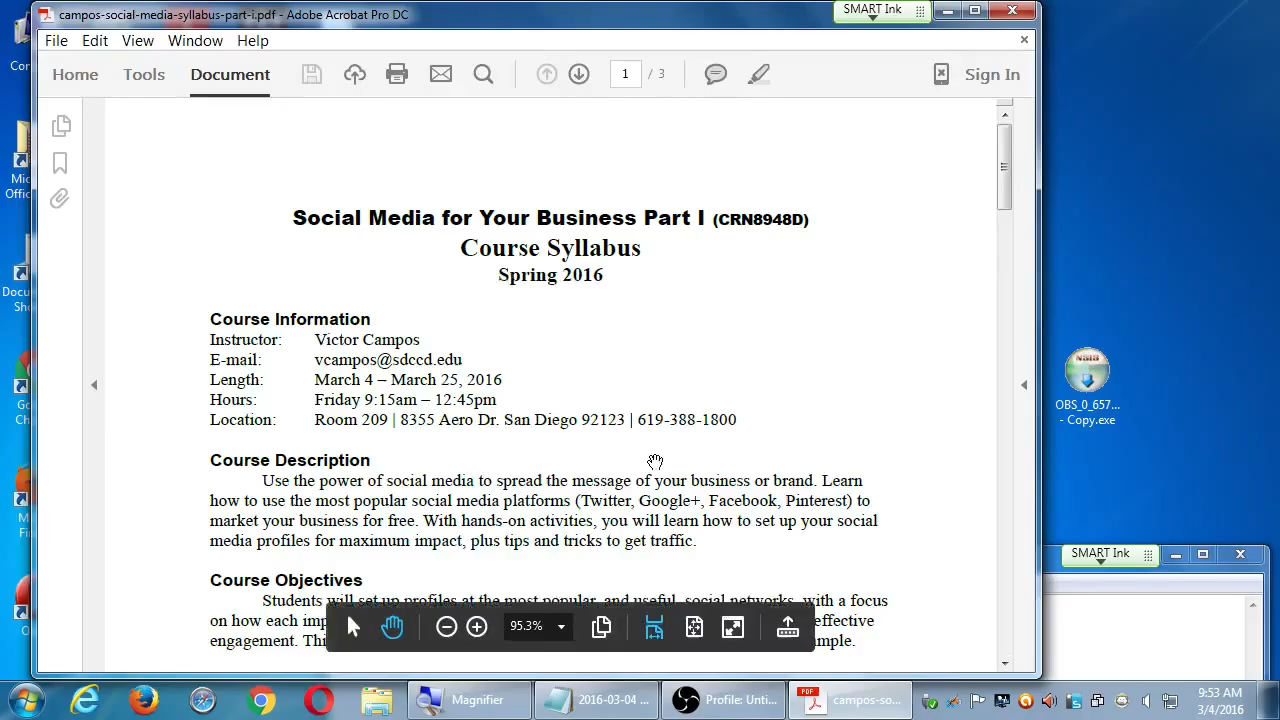 campos-social-media-syllabus-part-i.pdf - Adobe Acrobat Pro DC
SMART Ink
File Edit View Window Help
Home Tools Document 1 / 3 Sign In
Social Media for Your Business Part I (CRN8948D)
Course Syllabus
Spring 2016
Course Information
Instructor: Victor Campos
E-mail: vcampos@sdccd.edu
Length: March 4 – March 25, 2016
Hours: Friday 9:15am – 12:45pm
Location: Room 209 | 8355 Aero Dr. San Diego 92123 | 619-388-1800
Course Description
Use the power of social media to spread the message of your business or brand. Learn
how to use the most popular social media platforms (Twitter, Google+, Facebook, Pinterest) to
market your business for free. With hands-on activities, you will learn how to set up your social
media profiles for maximum impact, plus tips and tricks to get traffic.
Course Objectives
Students will set up profiles at the most popular, and useful, social networks, with a focus
on how each effective
engagement.
95.3%
OBS_0_657...
- Copy.exe
SMART Ink
Magnifier
2016-03-04 ...
Profile: Unti...
campos-so...
9:53 AM
3/4/2016